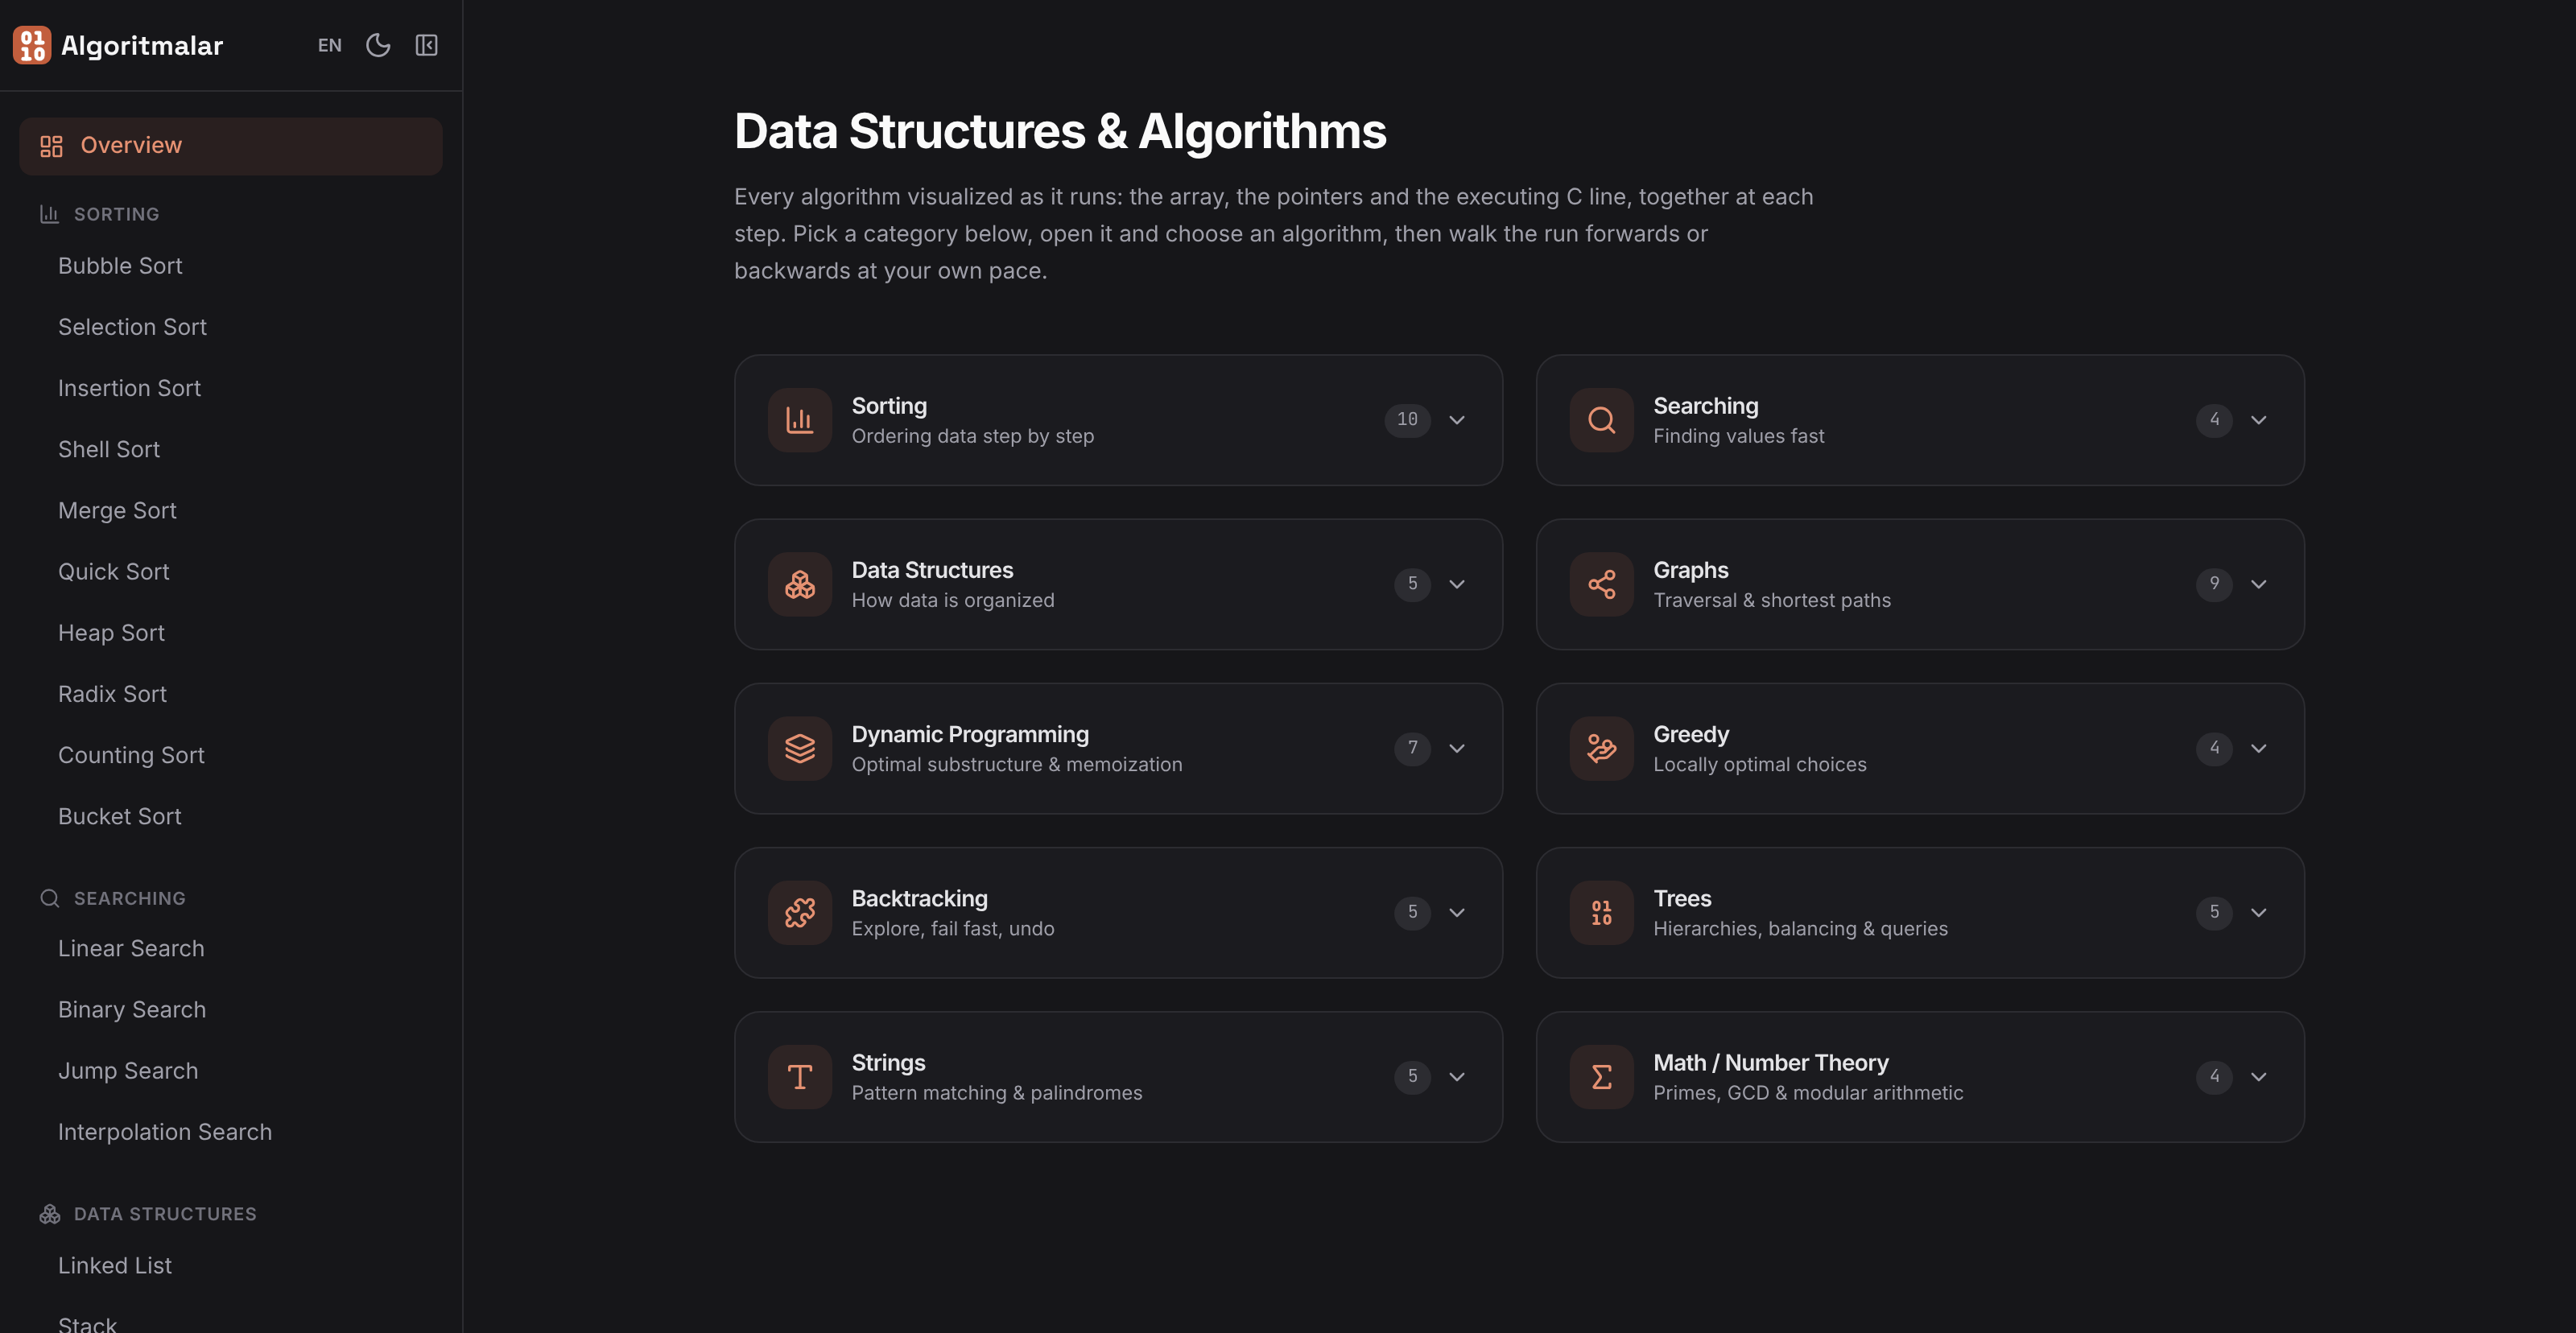 01
10
Algoritmalar
EN
Overview
SORTING
Bubble Sort
Selection Sort
Insertion Sort
Shell Sort
Merge Sort
Quick Sort
Heap Sort
Radix Sort
Counting Sort
Bucket Sort
SEARCHING
Linear Search
Binary Search
Jump Search
Interpolation Search
DATA STRUCTURES
Linked List
Stack
Data Structures & Algorithms
Every algorithm visualized as it runs: the array, the pointers and the executing C line, together at each
step. Pick a category below, open it and choose an algorithm, then walk the run forwards or
backwards at your own pace.
Sorting
Ordering data step by step
10
Searching
Finding values fast
4
Data Structures
How data is organized
5
Graphs
Traversal & shortest paths
9
Dynamic Programming
Optimal substructure & memoization
7
Greedy
Locally optimal choices
4
Backtracking
Explore, fail fast, undo
5
01
10
Trees
Hierarchies, balancing & queries
5
T
Strings
Pattern matching & palindromes
5
Σ
Math / Number Theory
Primes, GCD & modular arithmetic
4